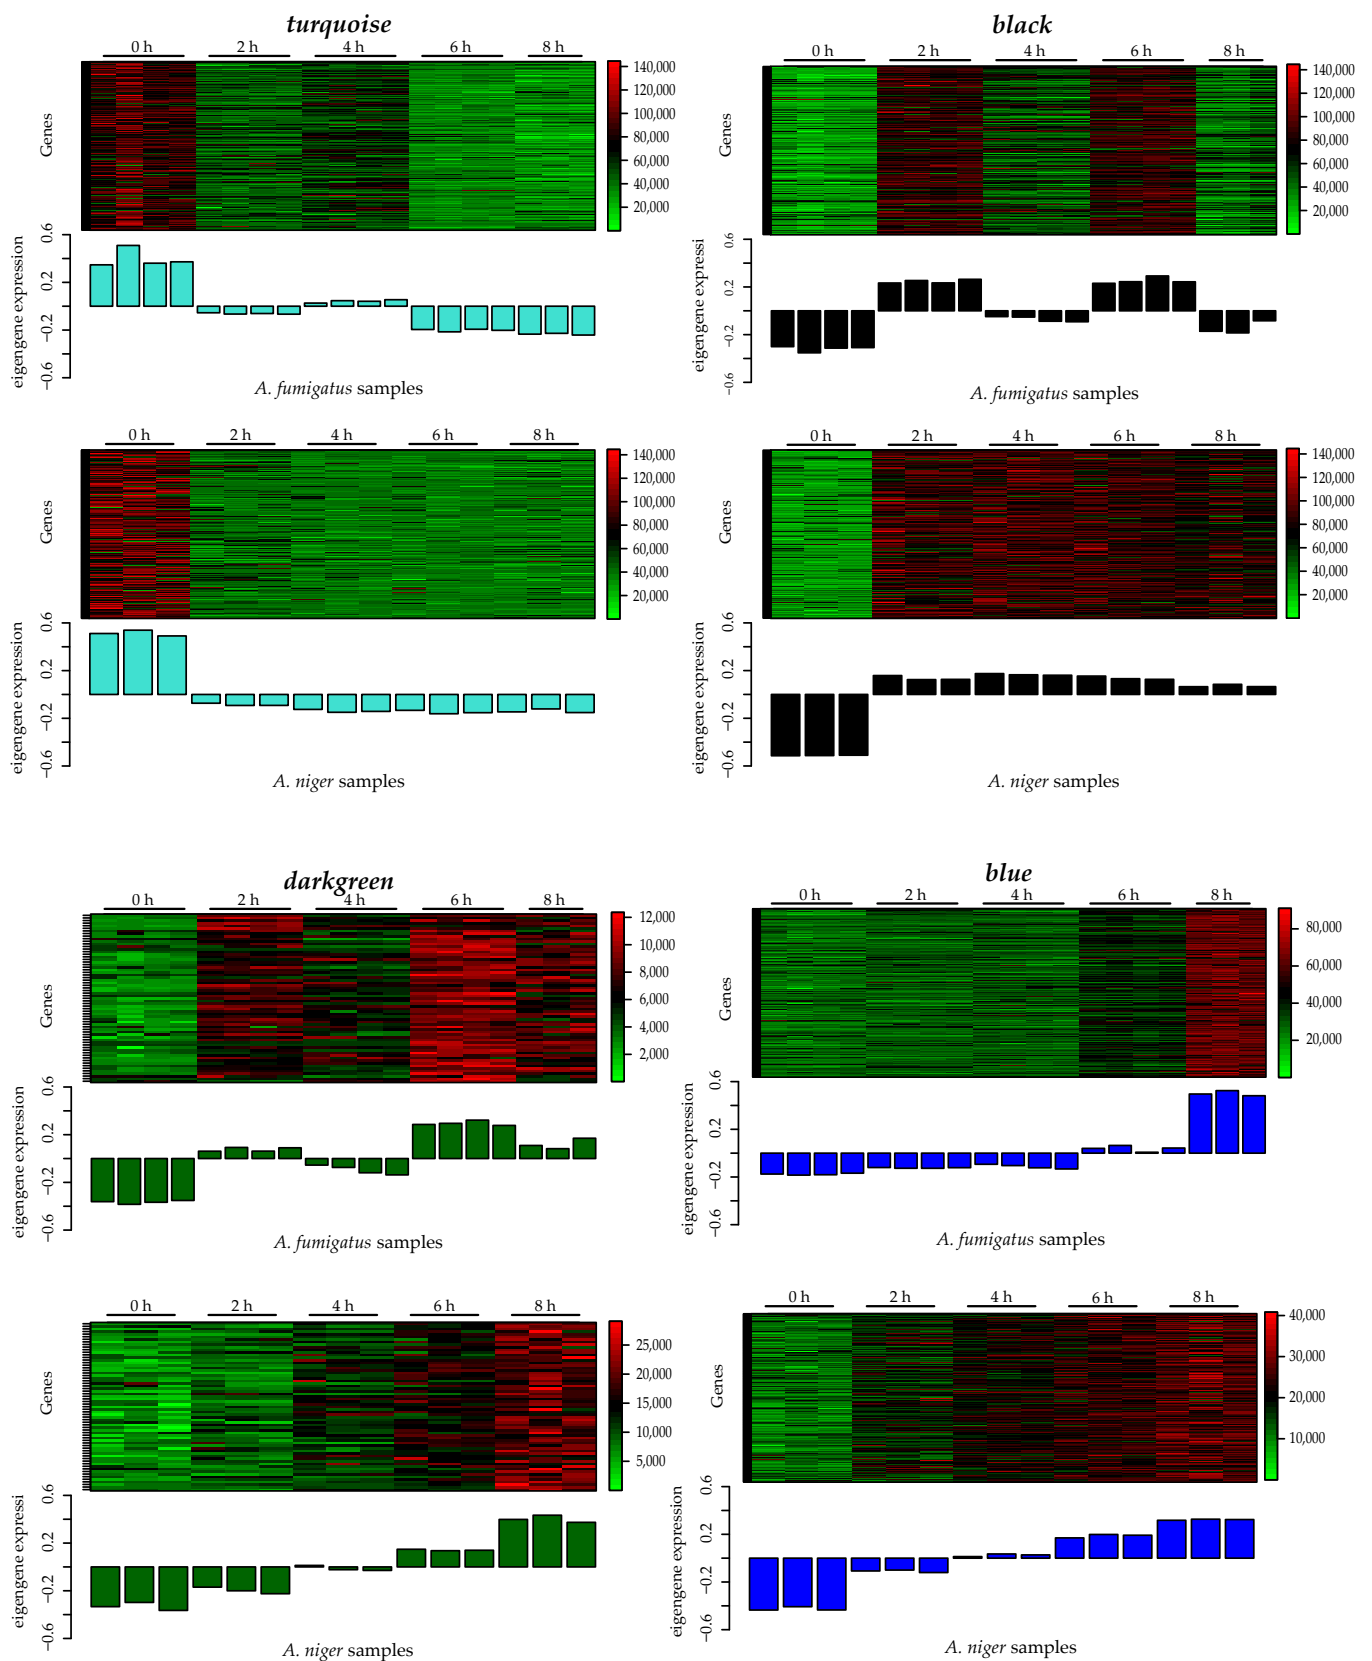 turquoise
0 h 2 h 4 h 6 h 8 h
Genes
140,000
120,000
100,000
80,000
60,000
40,000
20,000
eigengene expression
0.6
0.2
−0.2
−0.6
A. fumigatus samples
0 h 2 h 4 h 6 h 8 h
Genes
140,000
120,000
100,000
80,000
60,000
40,000
20,000
eigengene expression
0.6
0.2
−0.2
−0.6
A. niger samples
black
0 h 2 h 4 h 6 h 8 h
Genes
140,000
120,000
100,000
80,000
60,000
40,000
20,000
eigengene expressi
0.6
0.2
−0.2
−0.6
A. fumigatus samples
0 h 2 h 4 h 6 h 8 h
Genes
140,000
120,000
100,000
80,000
60,000
40,000
20,000
eigengene expression
0.6
0.2
−0.2
−0.6
A. niger samples
darkgreen
0 h 2 h 4 h 6 h 8 h
Genes
12,000
10,000
8,000
6,000
4,000
2,000
eigengene expression
0.6
0.2
−0.2
−0.6
A. fumigatus samples
0 h 2 h 4 h 6 h 8 h
Genes
25,000
20,000
15,000
10,000
5,000
eigengene expressi
0.6
0.2
−0.2
−0.6
A. niger samples
blue
0 h 2 h 4 h 6 h 8 h
Genes
80,000
60,000
40,000
20,000
eigengene expression
0.6
0.2
−0.2
−0.6
A. fumigatus samples
0 h 2 h 4 h 6 h 8 h
Genes
40,000
30,000
20,000
10,000
eigengene expression
0.6
0.2
−0.2
−0.6
A. niger samples